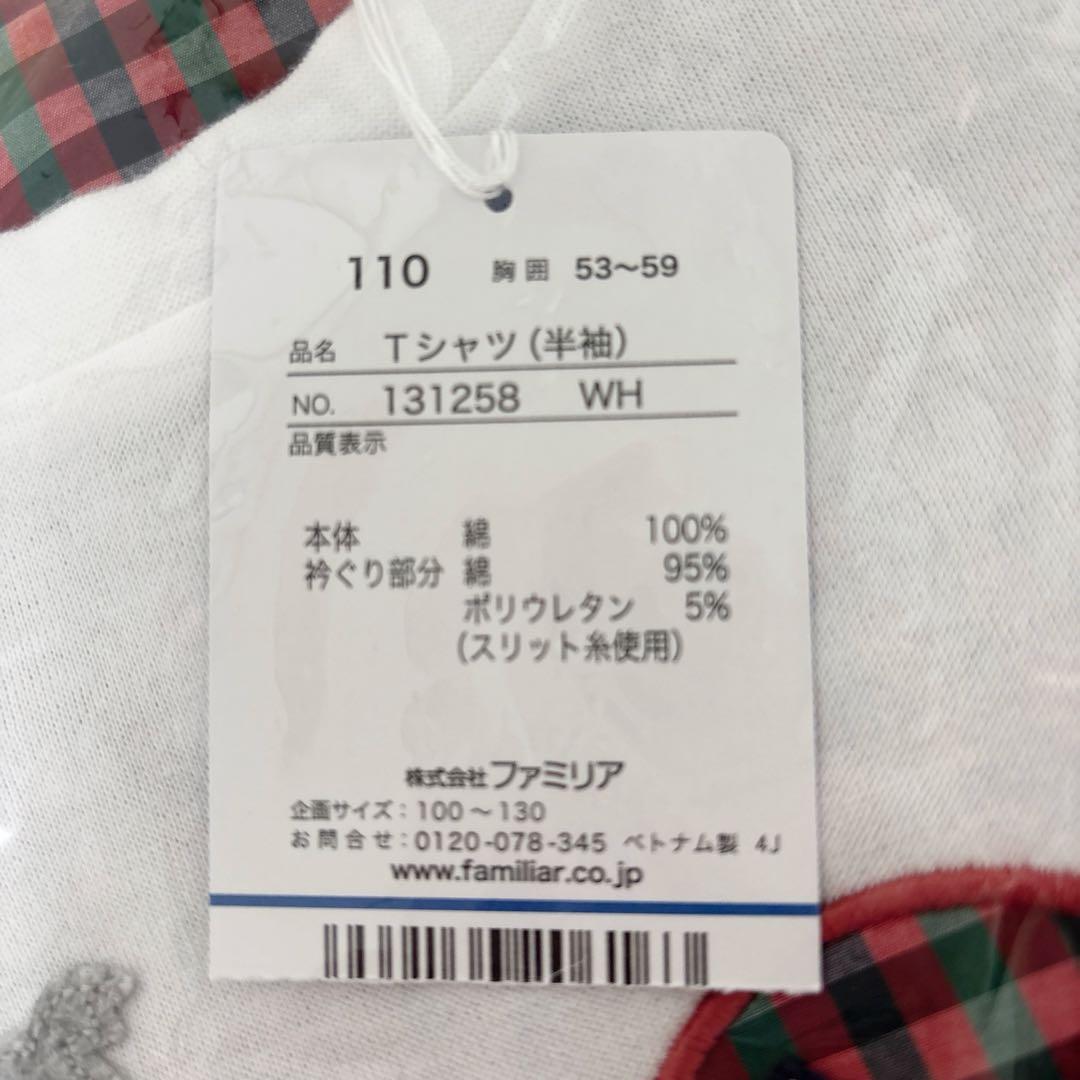 110 胸囲 53～59
品名 Tシャツ(半袖)
NO. 131258 WH
品質表示
本体 綿 100%
衿ぐり部分 綿 95%
ポリウレタン 5%
(スリット糸使用)
株式会社ファミリア
企画サイズ：100～130
お問合せ：0120-078-345 ベトナム製 4J
www.familiar.co.jp